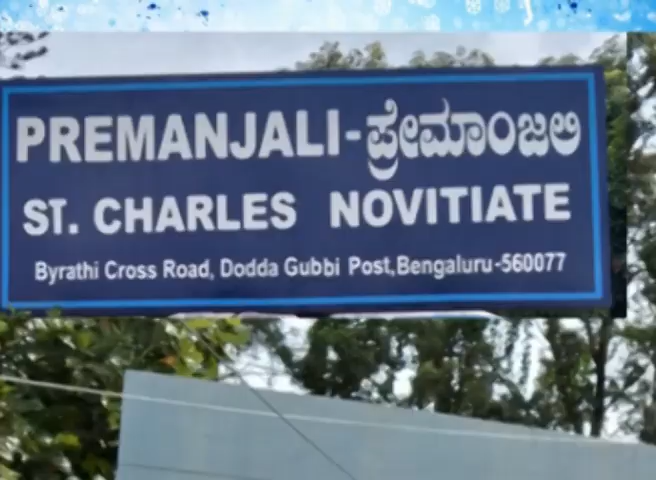 PREMANJALI-ಪ್ರೇಮಾಂಜಲಿ
ST. CHARLES NOVITIATE
Byrathi Cross Road, Dodda Gubbi Post,Bengaluru-560077